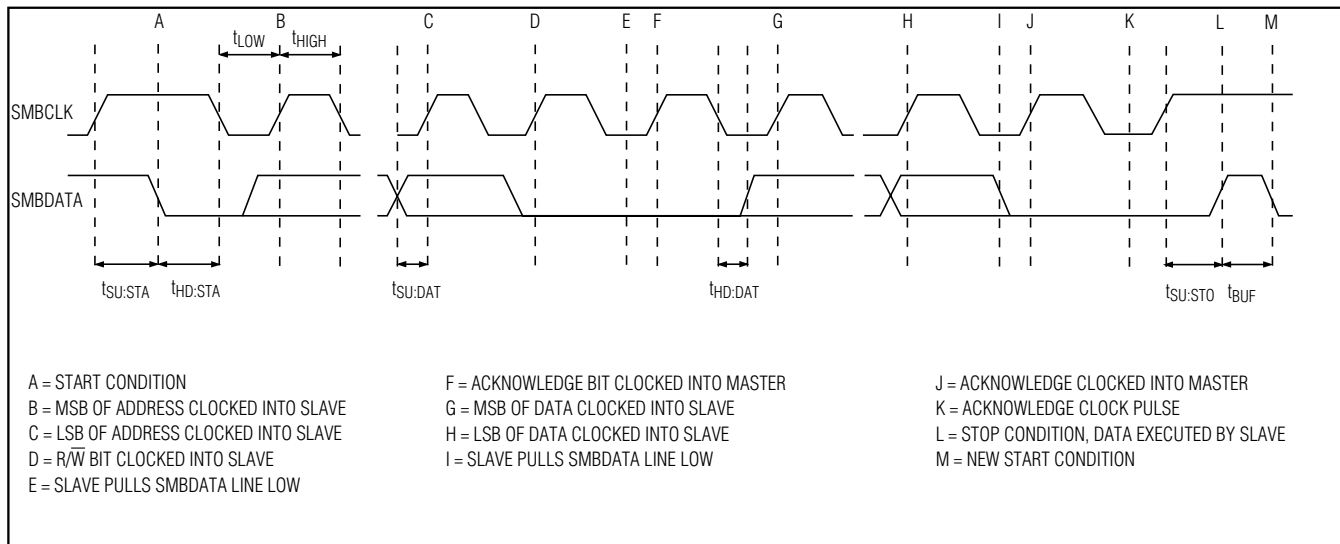 A B C D E F G H I J K L M
tLOW tHIGH
SMBCLK
SMBDATA
tSU:STA tHD:STA tSU:DAT tHD:DAT tSU:STO tBUF
A = START CONDITION
B = MSB OF ADDRESS CLOCKED INTO SLAVE
C = LSB OF ADDRESS CLOCKED INTO SLAVE
D = R/W̅ BIT CLOCKED INTO SLAVE
E = SLAVE PULLS SMBDATA LINE LOW
F = ACKNOWLEDGE BIT CLOCKED INTO MASTER
G = MSB OF DATA CLOCKED INTO SLAVE
H = LSB OF DATA CLOCKED INTO SLAVE
I = SLAVE PULLS SMBDATA LINE LOW
J = ACKNOWLEDGE CLOCKED INTO MASTER
K = ACKNOWLEDGE CLOCK PULSE
L = STOP CONDITION, DATA EXECUTED BY SLAVE
M = NEW START CONDITION